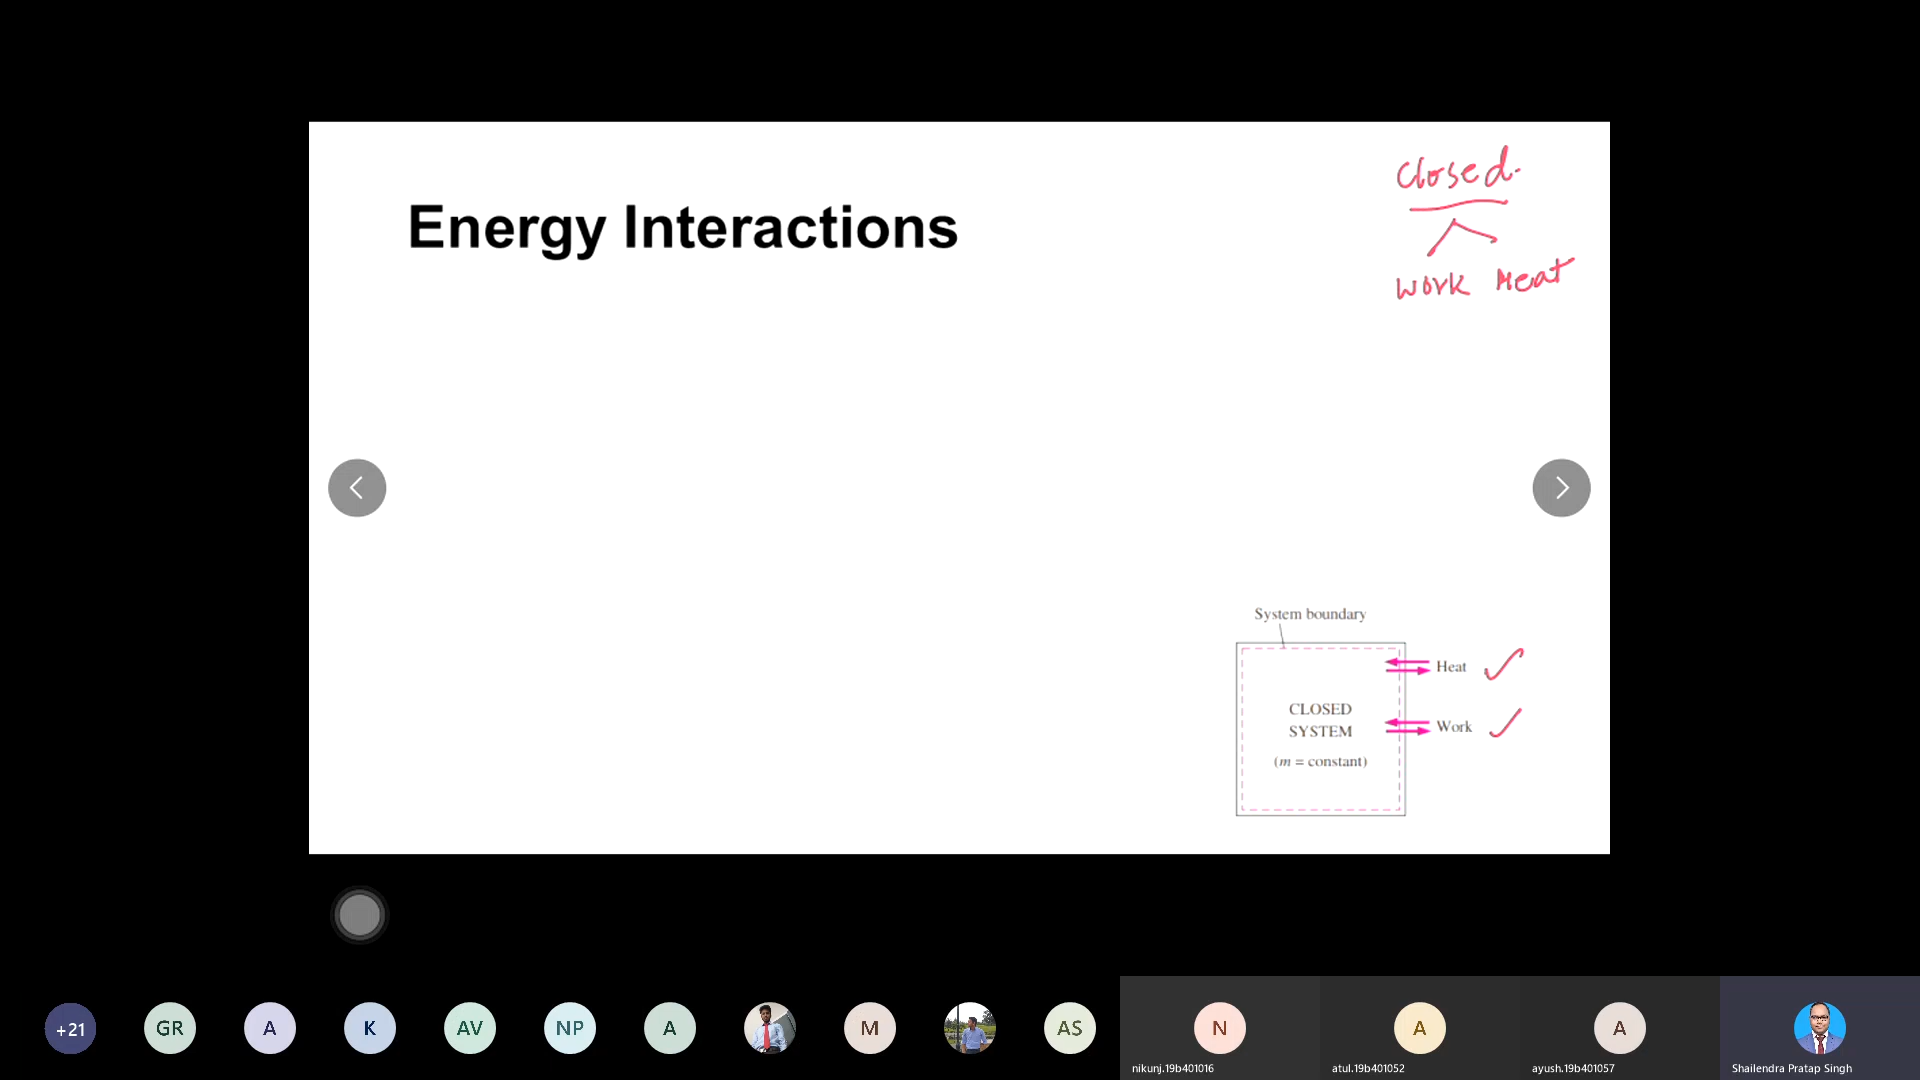 closed.
Energy Interactions
work Heat
System boundary
Heat
CLOSED
SYSTEM
Work
(m = constant)
+21
GR
A
K
AV
NP
A
M
AS
N
A
A
nikunj.19b401016
atul.19b401052
ayush.19b401057
Shailendra Pratap Singh